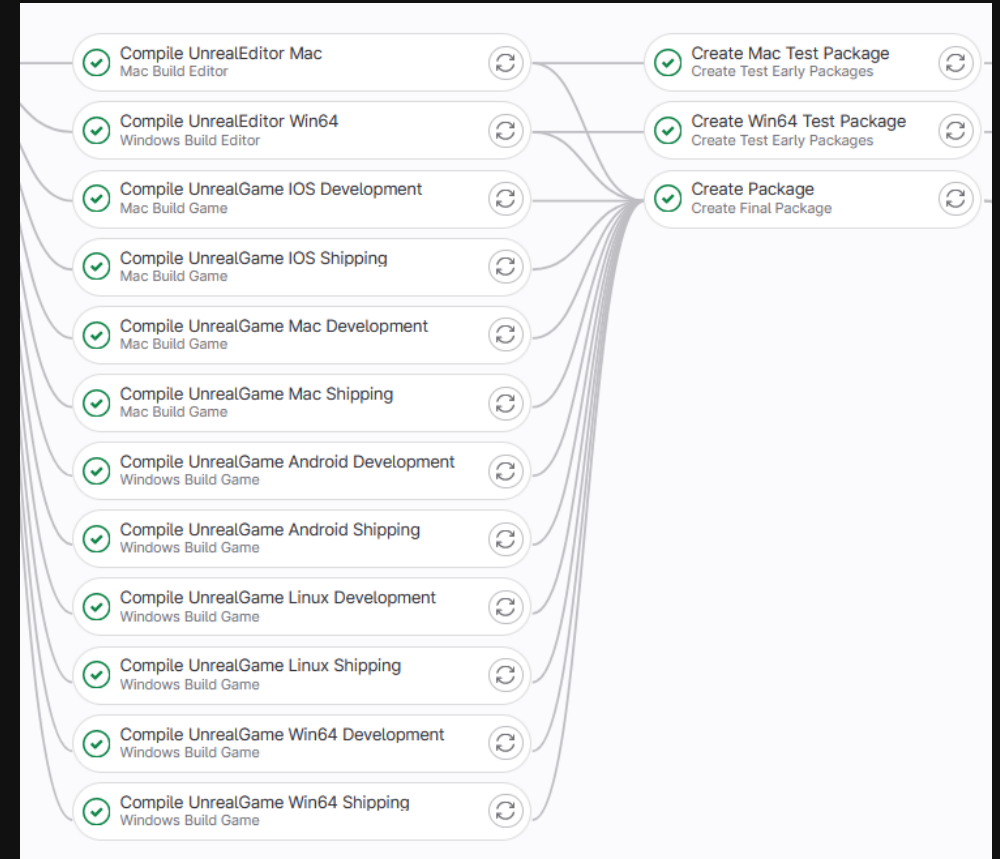 Compile UnrealEditor Mac
Mac Build Editor
Compile UnrealEditor Win64
Windows Build Editor
Compile UnrealGame IOS Development
Mac Build Game
Compile UnrealGame IOS Shipping
Mac Build Game
Compile UnrealGame Mac Development
Mac Build Game
Compile UnrealGame Mac Shipping
Mac Build Game
Compile UnrealGame Android Development
Windows Build Game
Compile UnrealGame Android Shipping
Windows Build Game
Compile UnrealGame Linux Development
Windows Build Game
Compile UnrealGame Linux Shipping
Windows Build Game
Compile UnrealGame Win64 Development
Windows Build Game
Compile UnrealGame Win64 Shipping
Windows Build Game
Create Mac Test Package
Create Test Early Packages
Create Win64 Test Package
Create Test Early Packages
Create Package
Create Final Package